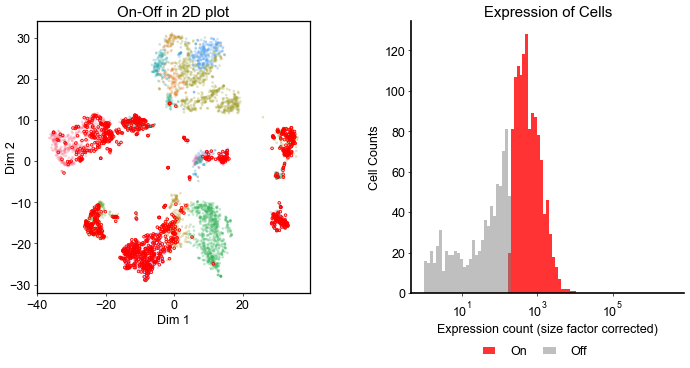 On-Off in 2D plot
Dim 2
30
20
10
0
−10
−20
−30
−40
−20
0
20
Dim 1
Expression of Cells
Cell Counts
120
100
80
60
40
20
0
10^1
10^3
10^5
Expression count (size factor corrected)
On
Off